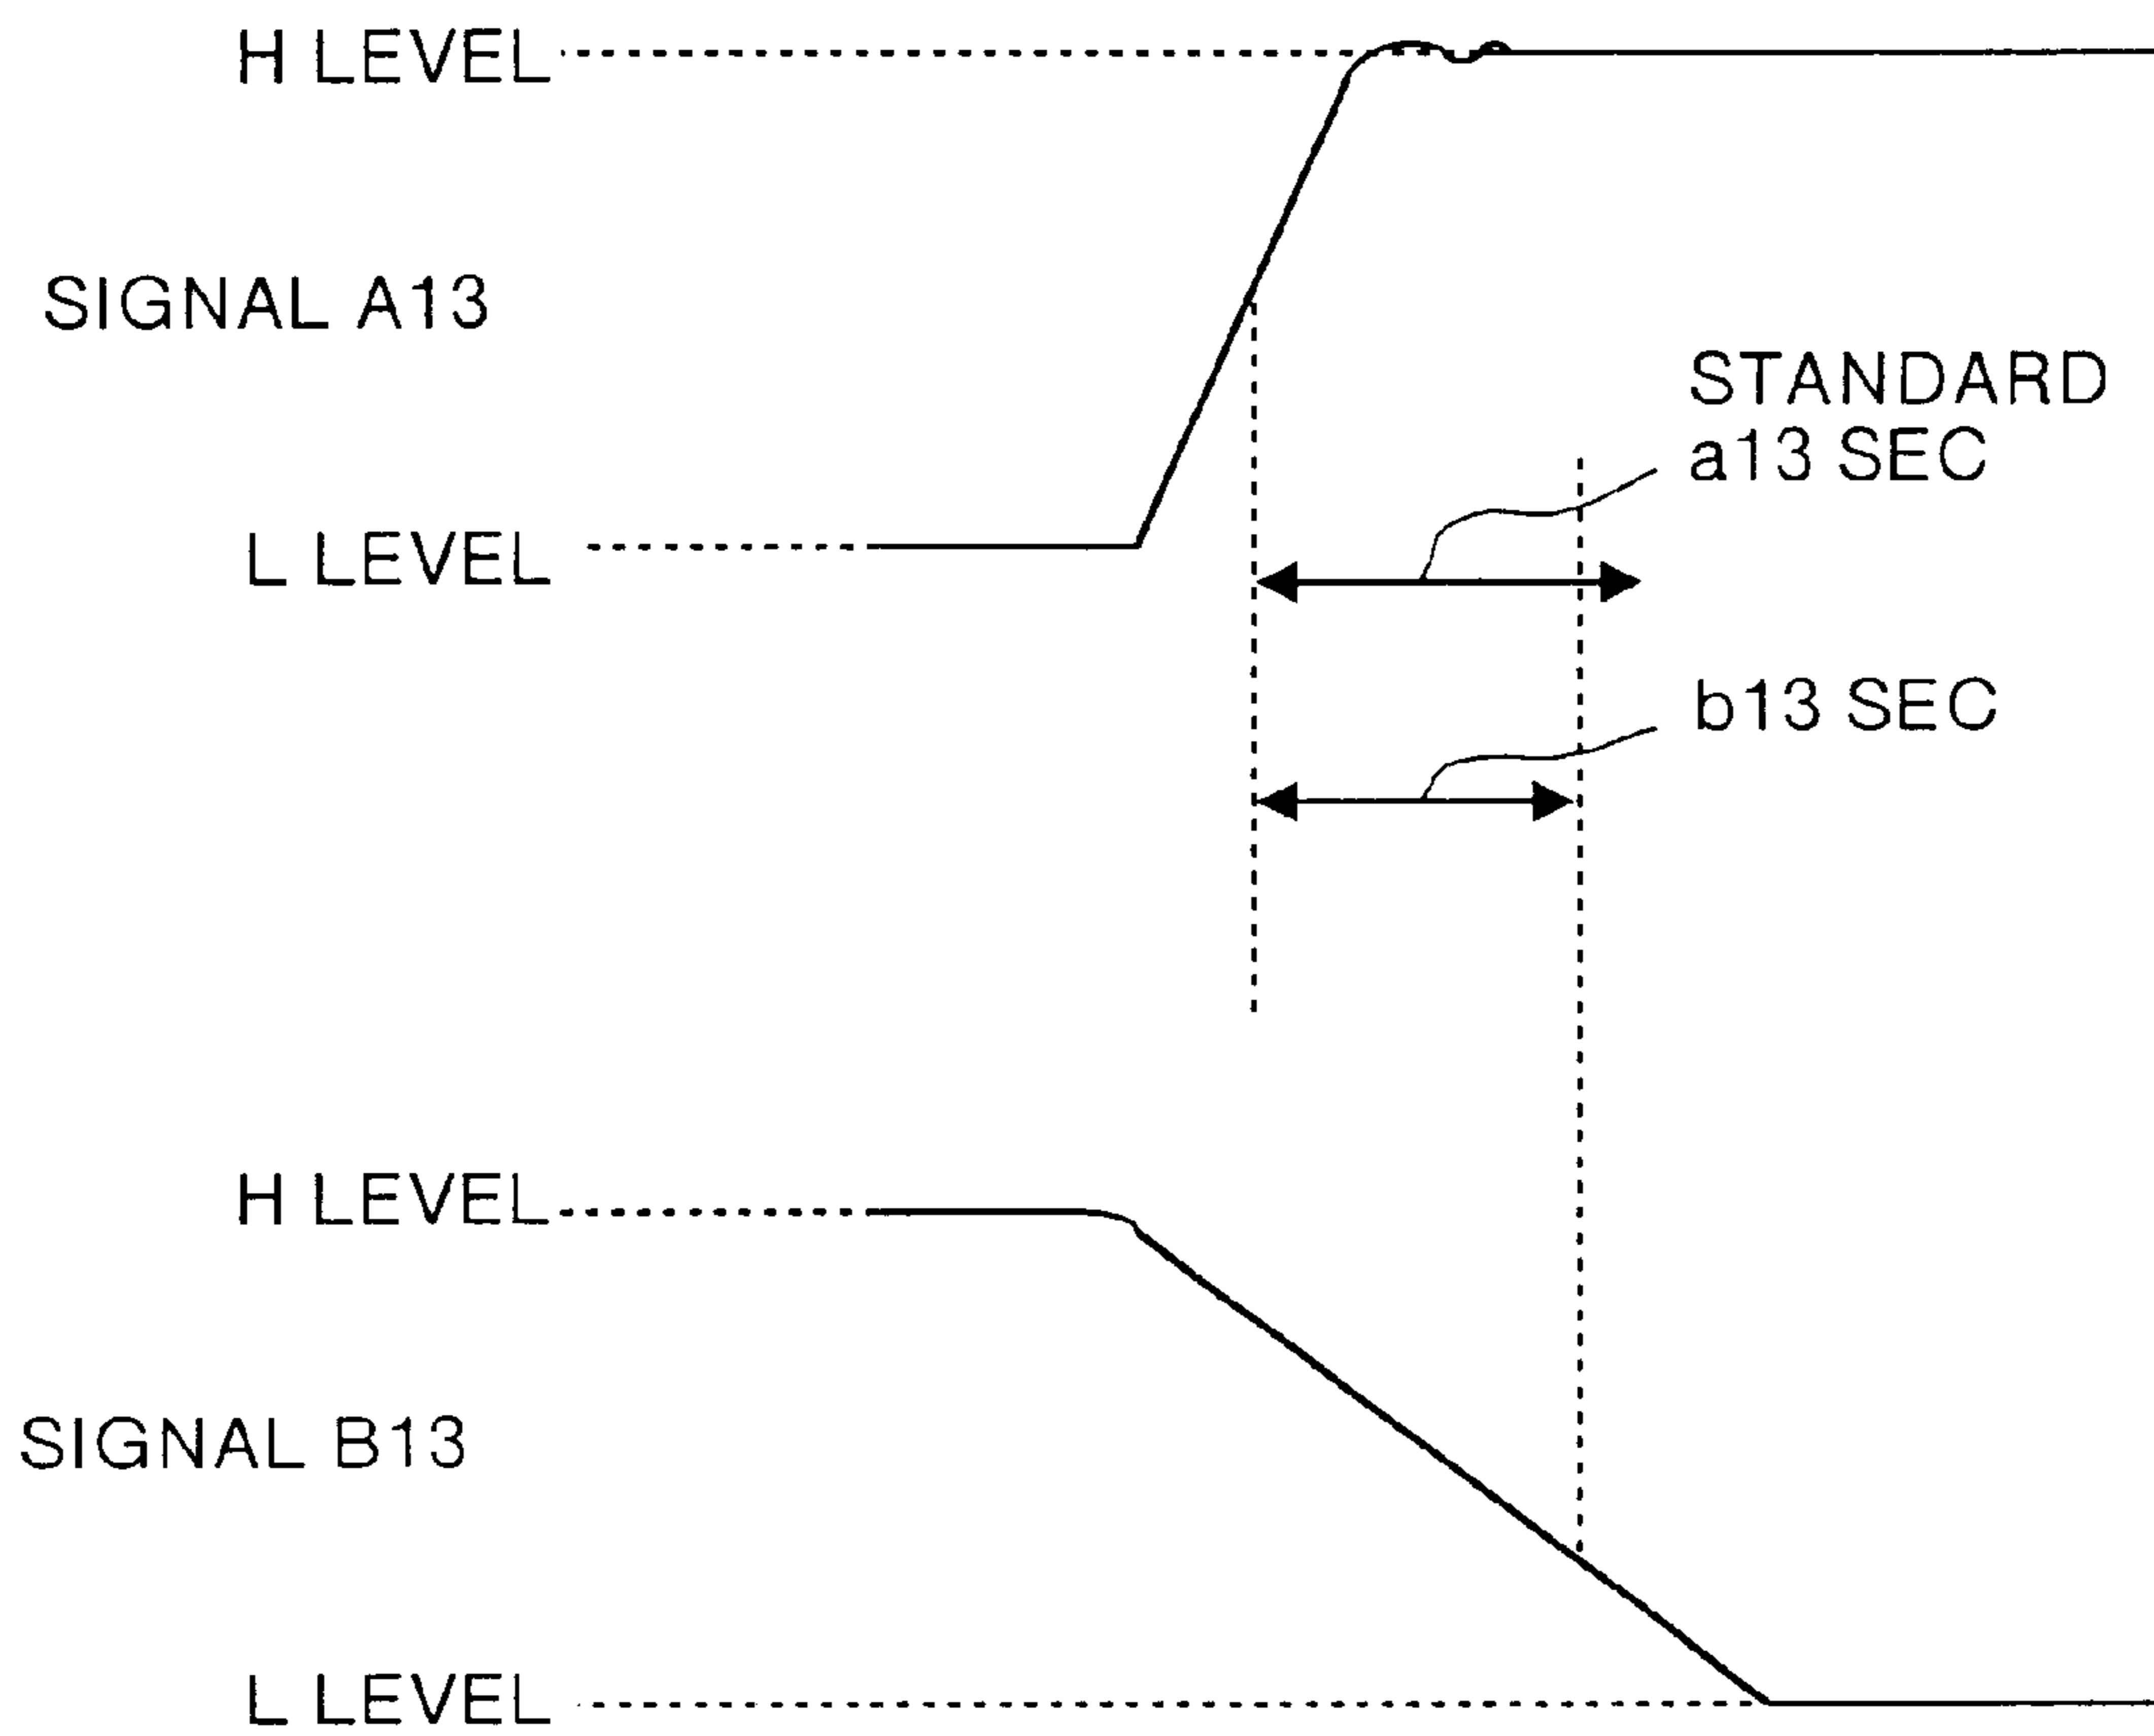 H LEVEL
SIGNAL A13
STANDARD
a13 SEC
L LEVEL
b13 SEC
H LEVEL
SIGNAL B13
L LEVEL